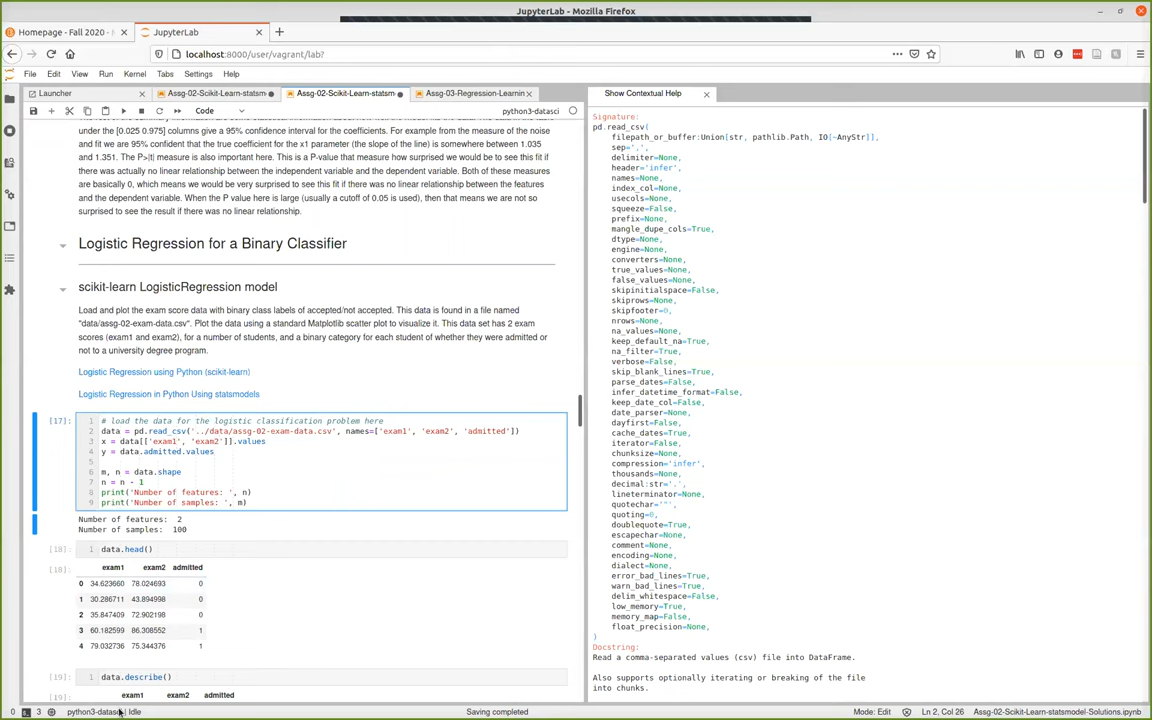 JupyterLab - Mozilla Firefox
Homepage - Fall 2020 -
JupyterLab
localhost:8000/user/vagrant/lab?
File Edit View Run Kernel Tabs Settings Help
Launcher
Assg-02-Scikit-Learn-statsm
Assg-02-Scikit-Learn-statsm
Assg-03-Regression-Learnin
Show Contextual Help
Code
python3-datasci
under the [0.025 0.975] columns give a 95% confidence interval for the coefficients. For example from the measure of the noise
and fit we are 95% confident that the true coefficient for the x1 parameter (the slope of the line) is somewhere between 1.035
and 1.351. The P>|t| measure is also important here. This is a P-value that measure how surprised we would be to see this fit if
there was actually no linear relationship between the independent variable and the dependent variable. Both of these measures
are basically 0, which means we would be very surprised to see this fit if there was no linear relationship between the features
and the dependent variable. When the P value here is large (usually a cutoff of 0.05 is used), then that means we are not so
surprised to see the result if there was no linear relationship.
Logistic Regression for a Binary Classifier
scikit-learn LogisticRegression model
Load and plot the exam score data with binary class labels of accepted/not accepted. This data is found in a file named
"data/assg-02-exam-data.csv". Plot the data using a standard Matplotlib scatter plot to visualize it. This data set has 2 exam
scores (exam1 and exam2), for a number of students, and a binary category for each student of whether they were admitted or
not to a university degree program.
Logistic Regression using Python (scikit-learn)
Logistic Regression in Python Using statsmodels
[17]:
1 # load the data for the logistic classification problem here
2 data = pd.read_csv('../data/assg-02-exam-data.csv', names=['exam1', 'exam2', 'admitted'])
3 x = data[['exam1', 'exam2']].values
4 y = data.admitted.values
5
6 m, n = data.shape
7 n = n - 1
8 print('Number of features: ', n)
9 print('Number of samples: ', m)
Number of features:  2
Number of samples:  100
[18]: 1 data.head()
[18]: exam1 exam2 admitted
0 34.623660 78.024693 0
1 30.286711 43.894998 0
2 35.847409 72.902198 0
3 60.182599 86.308552 1
4 79.032736 75.344376 1
[19]: 1 data.describe()
[19]: exam1 exam2 admitted
Signature:
pd.read_csv(
filepath_or_buffer:Union[str, pathlib.Path, IO[~AnyStr]],
sep=',',
delimiter=None,
header='infer',
names=None,
index_col=None,
usecols=None,
squeeze=False,
prefix=None,
mangle_dupe_cols=True,
dtype=None,
engine=None,
converters=None,
true_values=None,
false_values=None,
skipinitialspace=False,
skiprows=None,
skipfooter=0,
nrows=None,
na_values=None,
keep_default_na=True,
na_filter=True,
verbose=False,
skip_blank_lines=True,
parse_dates=False,
infer_datetime_format=False,
keep_date_col=False,
date_parser=None,
dayfirst=False,
cache_dates=True,
iterator=False,
chunksize=None,
compression='infer',
thousands=None,
decimal:str='.',
lineterminator=None,
quotechar='"',
quoting=0,
doublequote=True,
escapechar=None,
comment=None,
encoding=None,
dialect=None,
error_bad_lines=True,
warn_bad_lines=True,
delim_whitespace=False,
low_memory=True,
memory_map=False,
float_precision=None,
)
Docstring:
Read a comma-separated values (csv) file into DataFrame.
Also supports optionally iterating or breaking of the file
into chunks.
0 3 python3-datasci | Idle
Saving completed
Mode: Edit
Ln 2, Col 26
Assg-02-Scikit-Learn-statsmodel-Solutions.ipynb